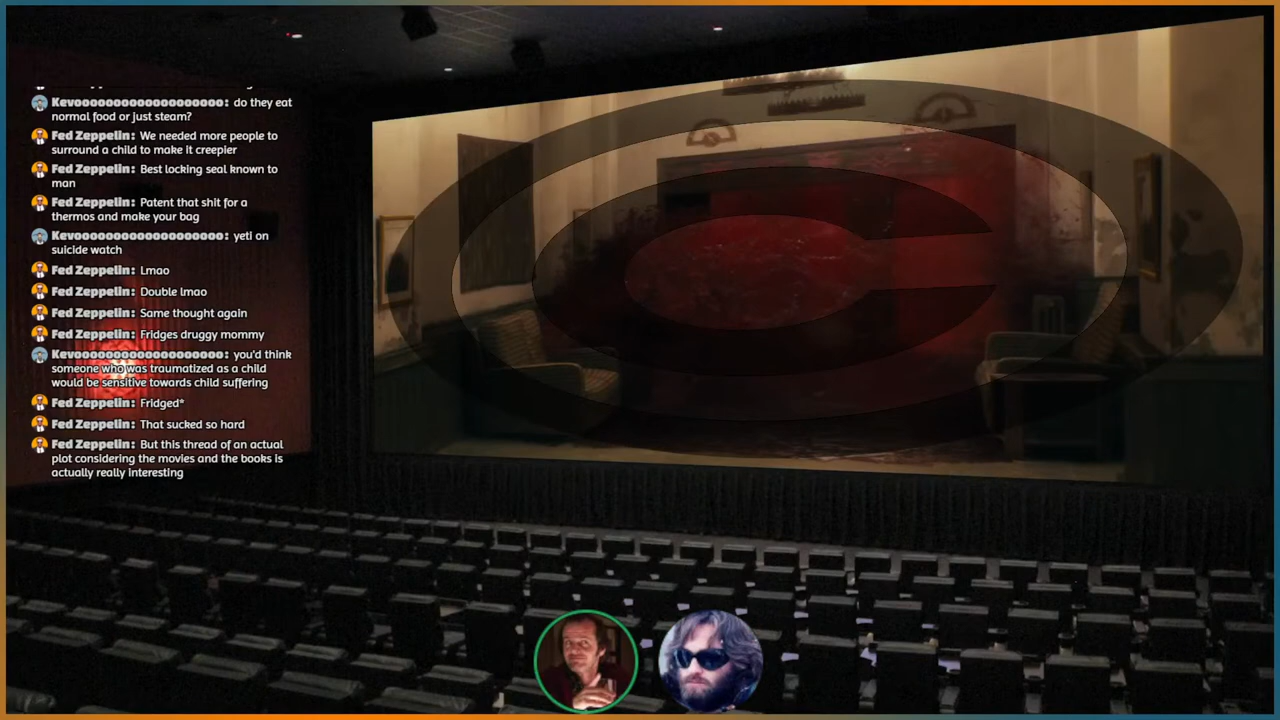 Kevooooooooooooooooooo: do they eat
normal food or just steam?
Fed Zeppelin: We needed more people to
surround a child to make it creepier
Fed Zeppelin: Best locking seal known to
man
Fed Zeppelin: Patent that shit for a
thermos and make your bag
Kevooooooooooooooooooo: yeti on
suicide watch
Fed Zeppelin: Lmao
Fed Zeppelin: Double lmao
Fed Zeppelin: Same thought again
Fed Zeppelin: Fridges druggy mommy
Kevooooooooooooooooooo: you'd think
someone who was traumatized as a child
would be sensitive towards child suffering
Fed Zeppelin: Fridged*
Fed Zeppelin: That sucked so hard
Fed Zeppelin: But this thread of an actual
plot considering the movies and the books is
actually really interesting